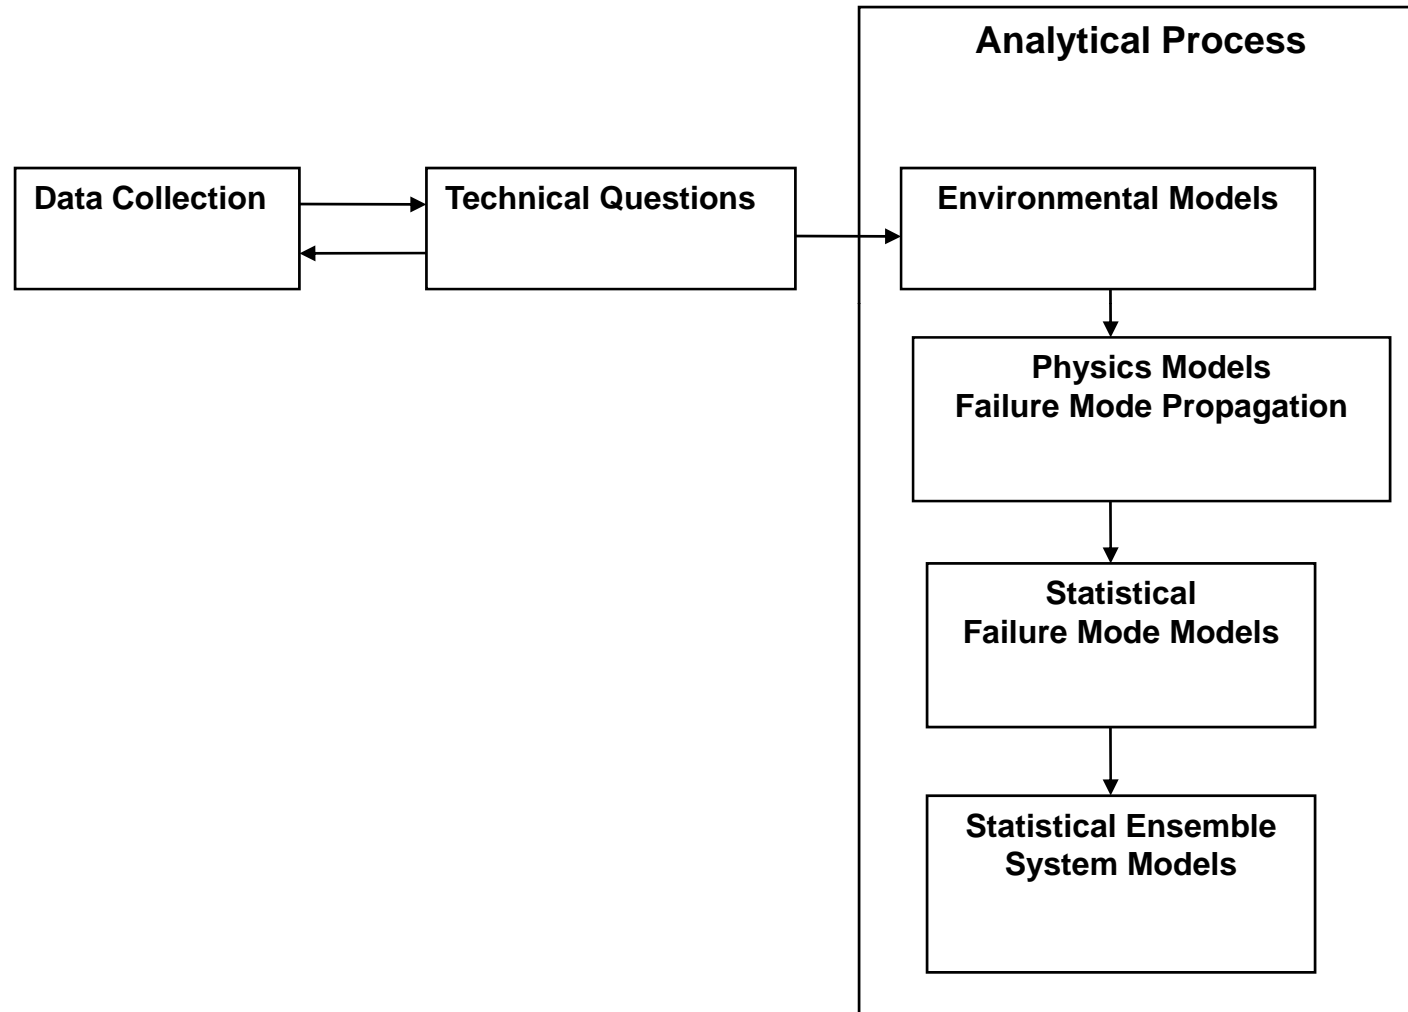 Analytical Process
Data Collection
Technical Questions
Environmental Models
Physics Models
Failure Mode Propagation
Statistical
Failure Mode Models
Statistical Ensemble
System Models